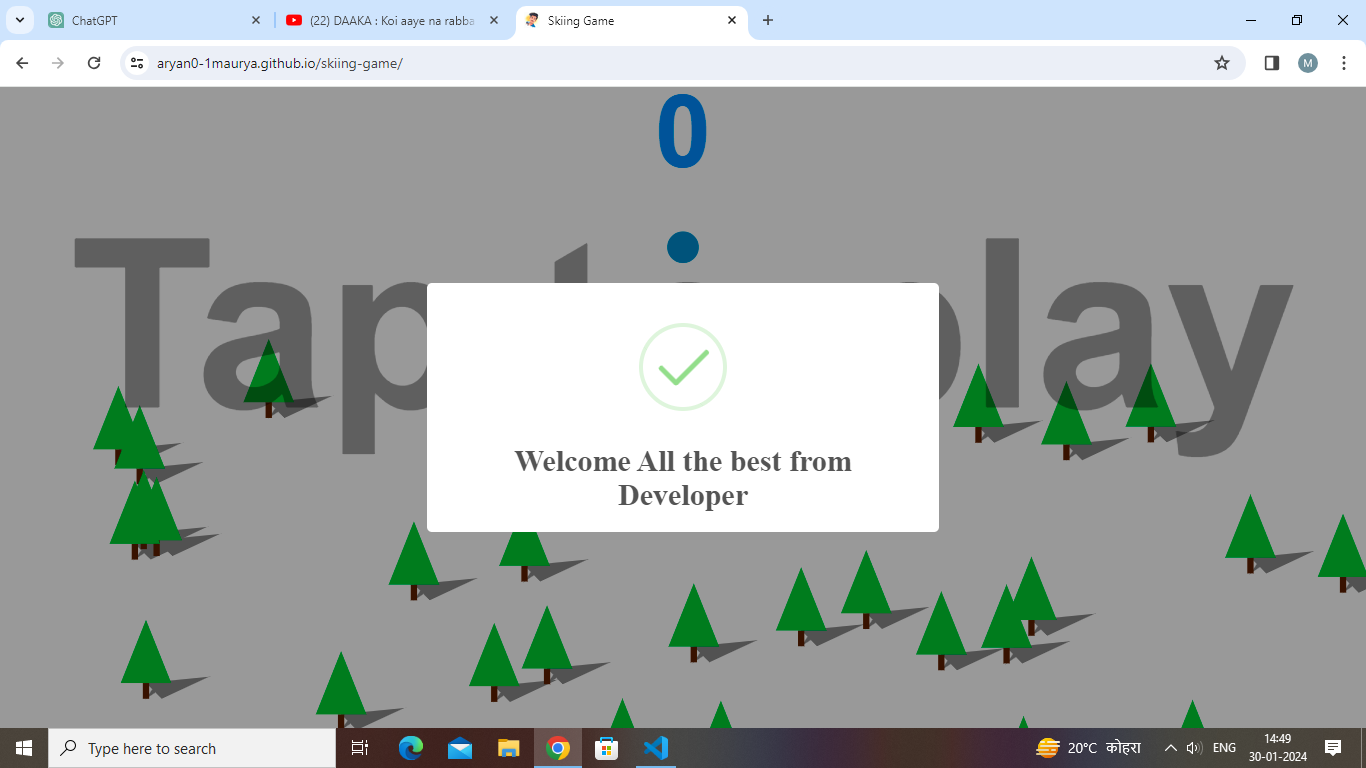 ChatGPT
(22) DAAKA : Koi aaye na rabba
Skiing Game
aryan0-1maurya.github.io/skiing-game/
M
0
Tap to play
Welcome All the best from
Developer
Type here to search
20°C कोहरा
ENG
14:49
30-01-2024